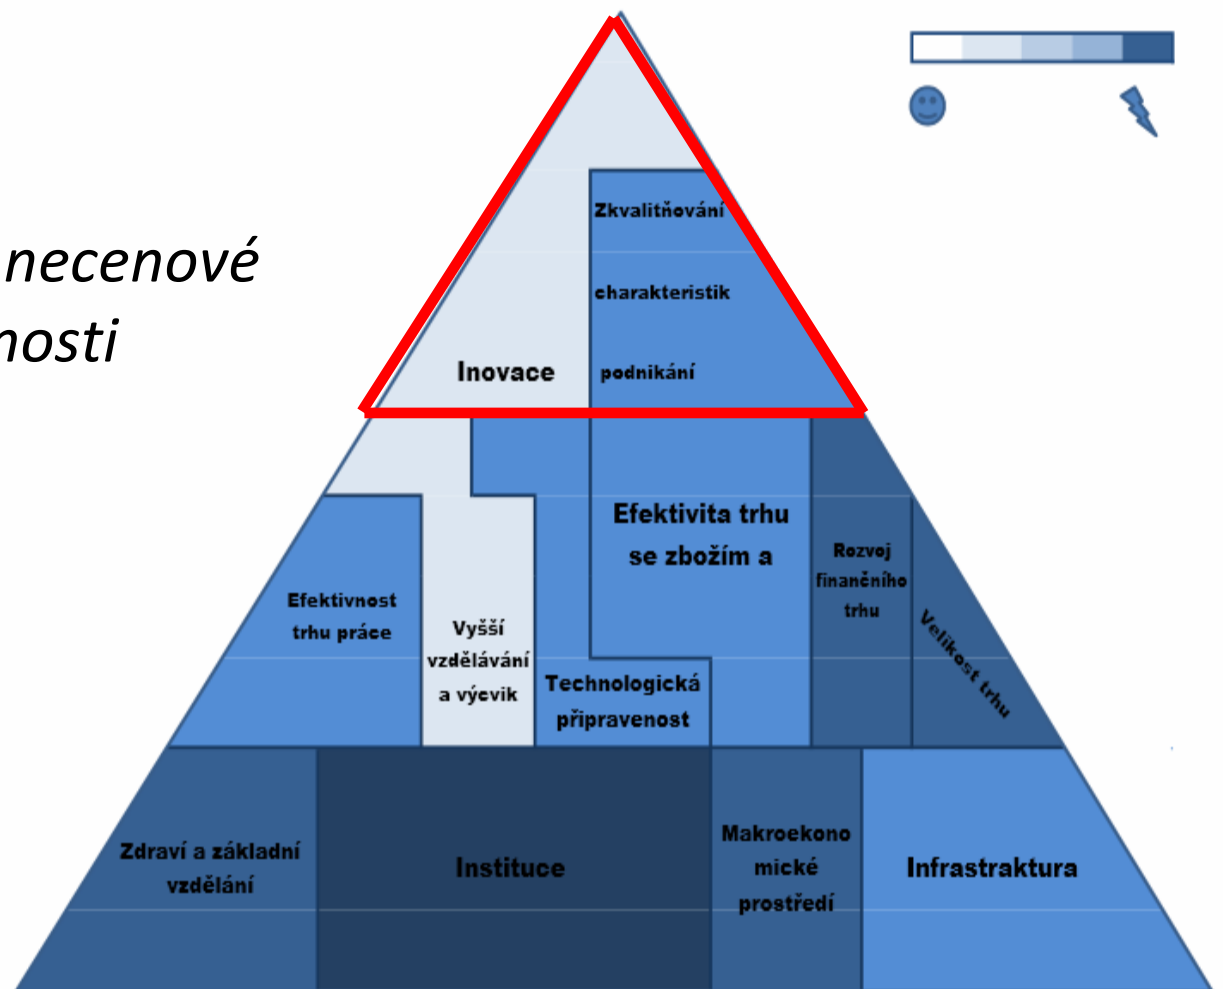 necenové
nosti
Zkvalitňování
charakteristik
Inovace
podnikání
Efektivita trhu
se zbožím a
Rozvoj
finančního
trhu
Velikost trhu
Efektivnost
trhu práce
Vyšší
vzdělávání
a výcvik
Technologická
připravenost
Zdraví a základní
vzdělání
Instituce
Makroekono
mické
prostředí
Infrastraktura